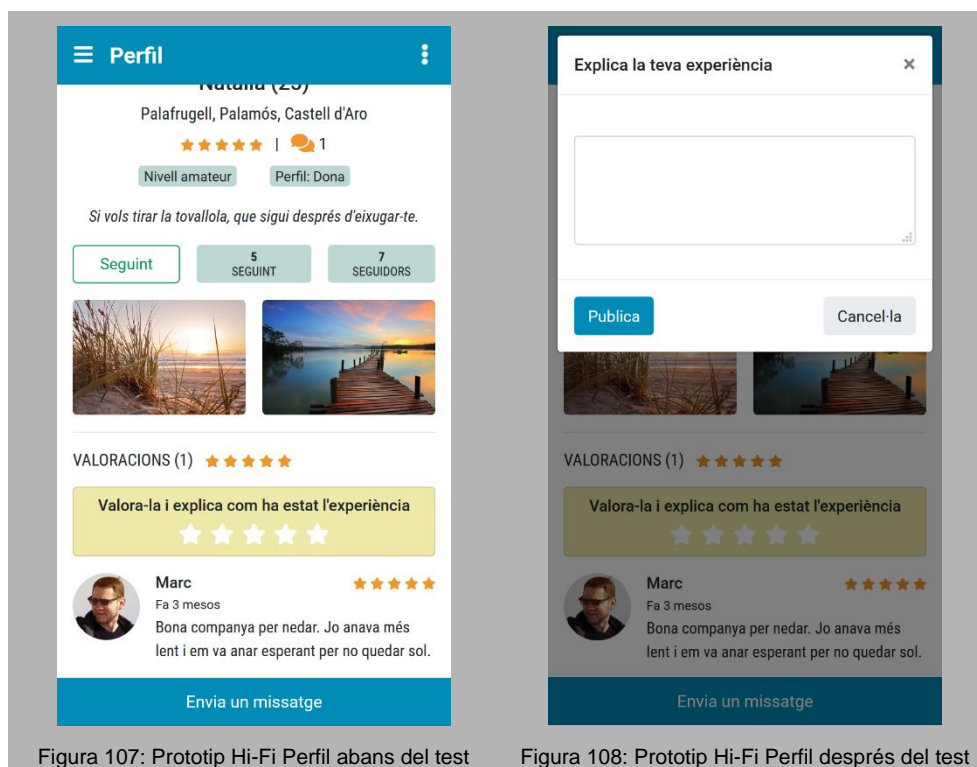 Perfil
Natalia (25)
Palafrugell, Palamós, Castell d'Aro
| 1
Nivell amateur Perfil: Dona
Si vols tirar la tovallola, que sigui després d'eixugar-te.
Seguint
5
SEGUINT
7
SEGUIDORS
VALORACIONS (1)
Valora-la i explica com ha estat l'experiència
Marc
Fa 3 mesos
Bona companya per nedar. Jo anava més
lent i em va anar esperant per no quedar sol.
Envia un missatge
Figura 107: Prototip Hi-Fi Perfil abans del test
Explica la teva experiència ×
Publica Cancel·la
VALORACIONS (1)
Valora-la i explica com ha estat l'experiència
Marc
Fa 3 mesos
Bona companya per nedar. Jo anava més
lent i em va anar esperant per no quedar sol.
Envia un missatge
Figura 108: Prototip Hi-Fi Perfil després del test